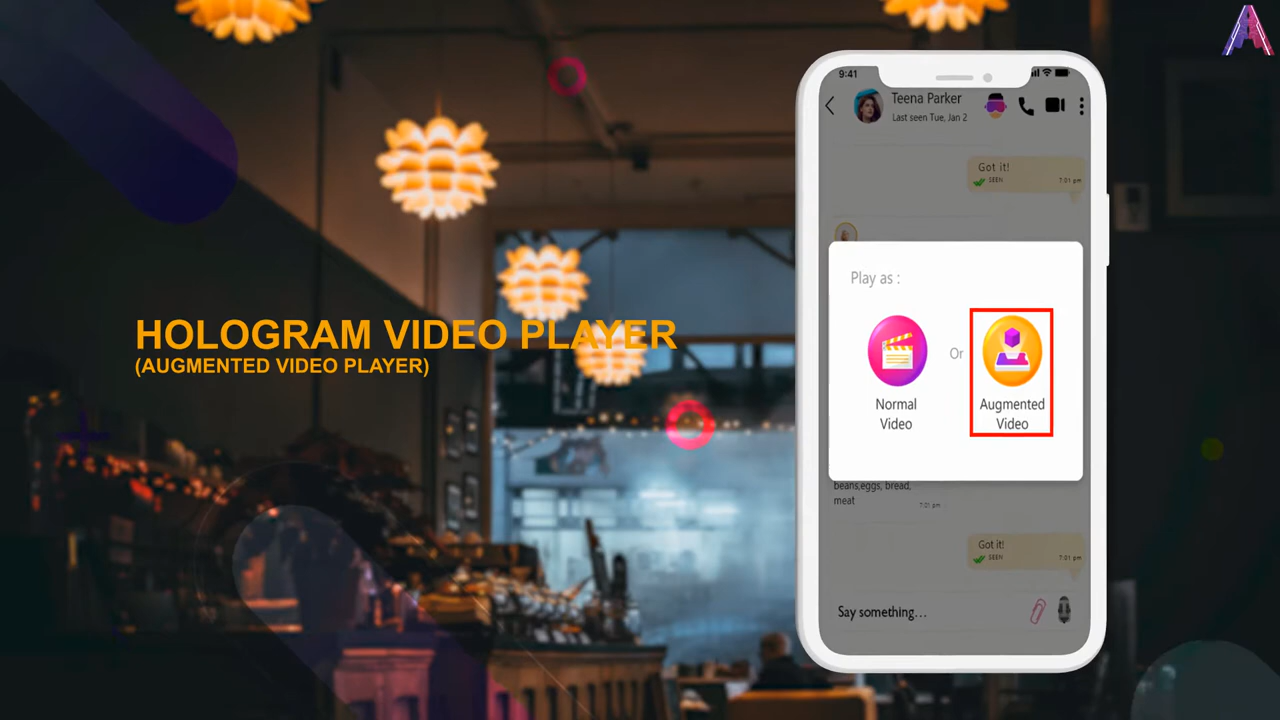 HOLOGRAM VIDEO PLAYER
(AUGMENTED VIDEO PLAYER)
9:41
Teena Parker
Last seen Tue, Jan 2
Got it!
SEEN
7:01 pm
Play as :
Or
Normal
Video
Augmented
Video
beans,eggs, bread,
meat
7:01 pm
Got it!
SEEN
7:01 pm
Say something...